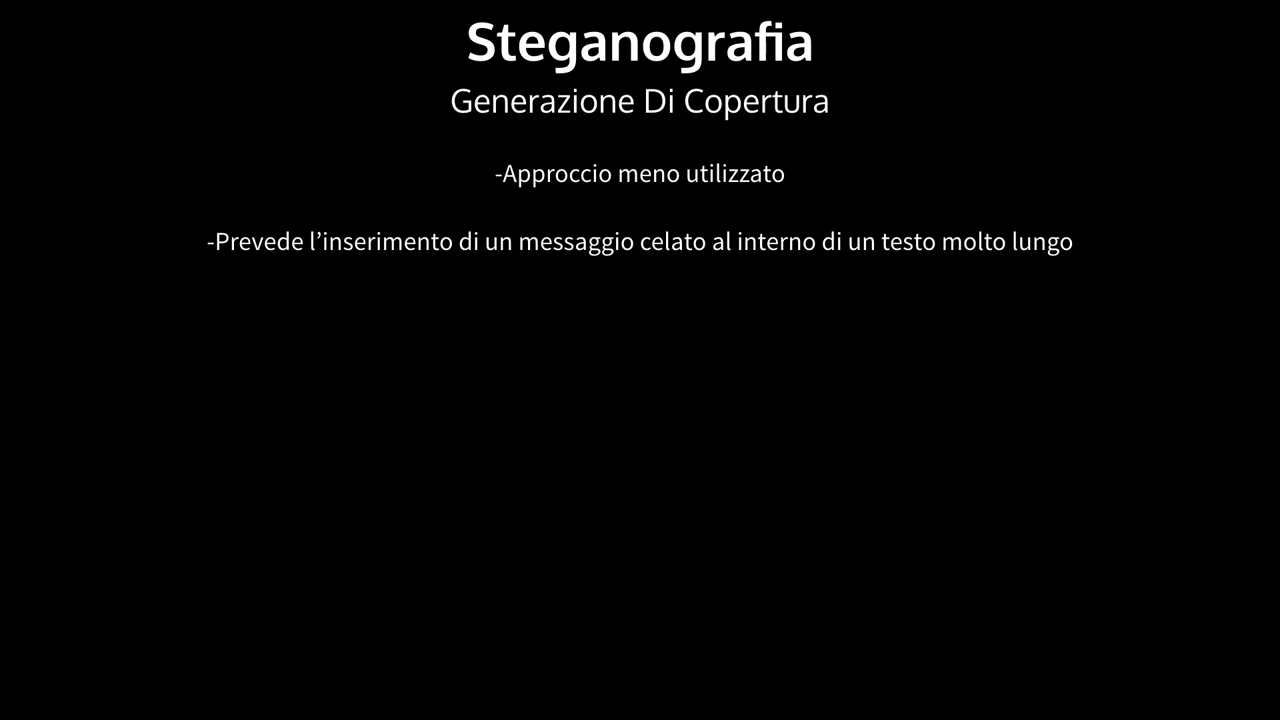 Steganografia
Generazione Di Copertura
-Approccio meno utilizzato
-Prevede l’inserimento di un messaggio celato al interno di un testo molto lungo